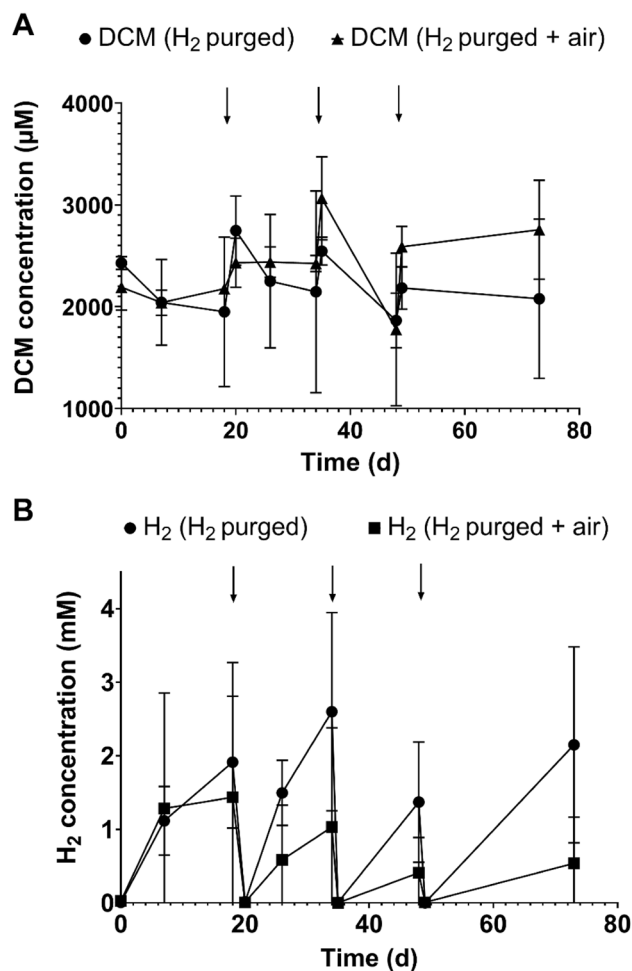 A
DCM (H2 purged) DCM (H2 purged + air)
4000
3000
2000
1000
DCM concentration (µM)
0 20 40 60 80
Time (d)
B
H2 (H2 purged) H2 (H2 purged + air)
4
3
2
1
0
H2 concentration (mM)
0 20 40 60 80
Time (d)